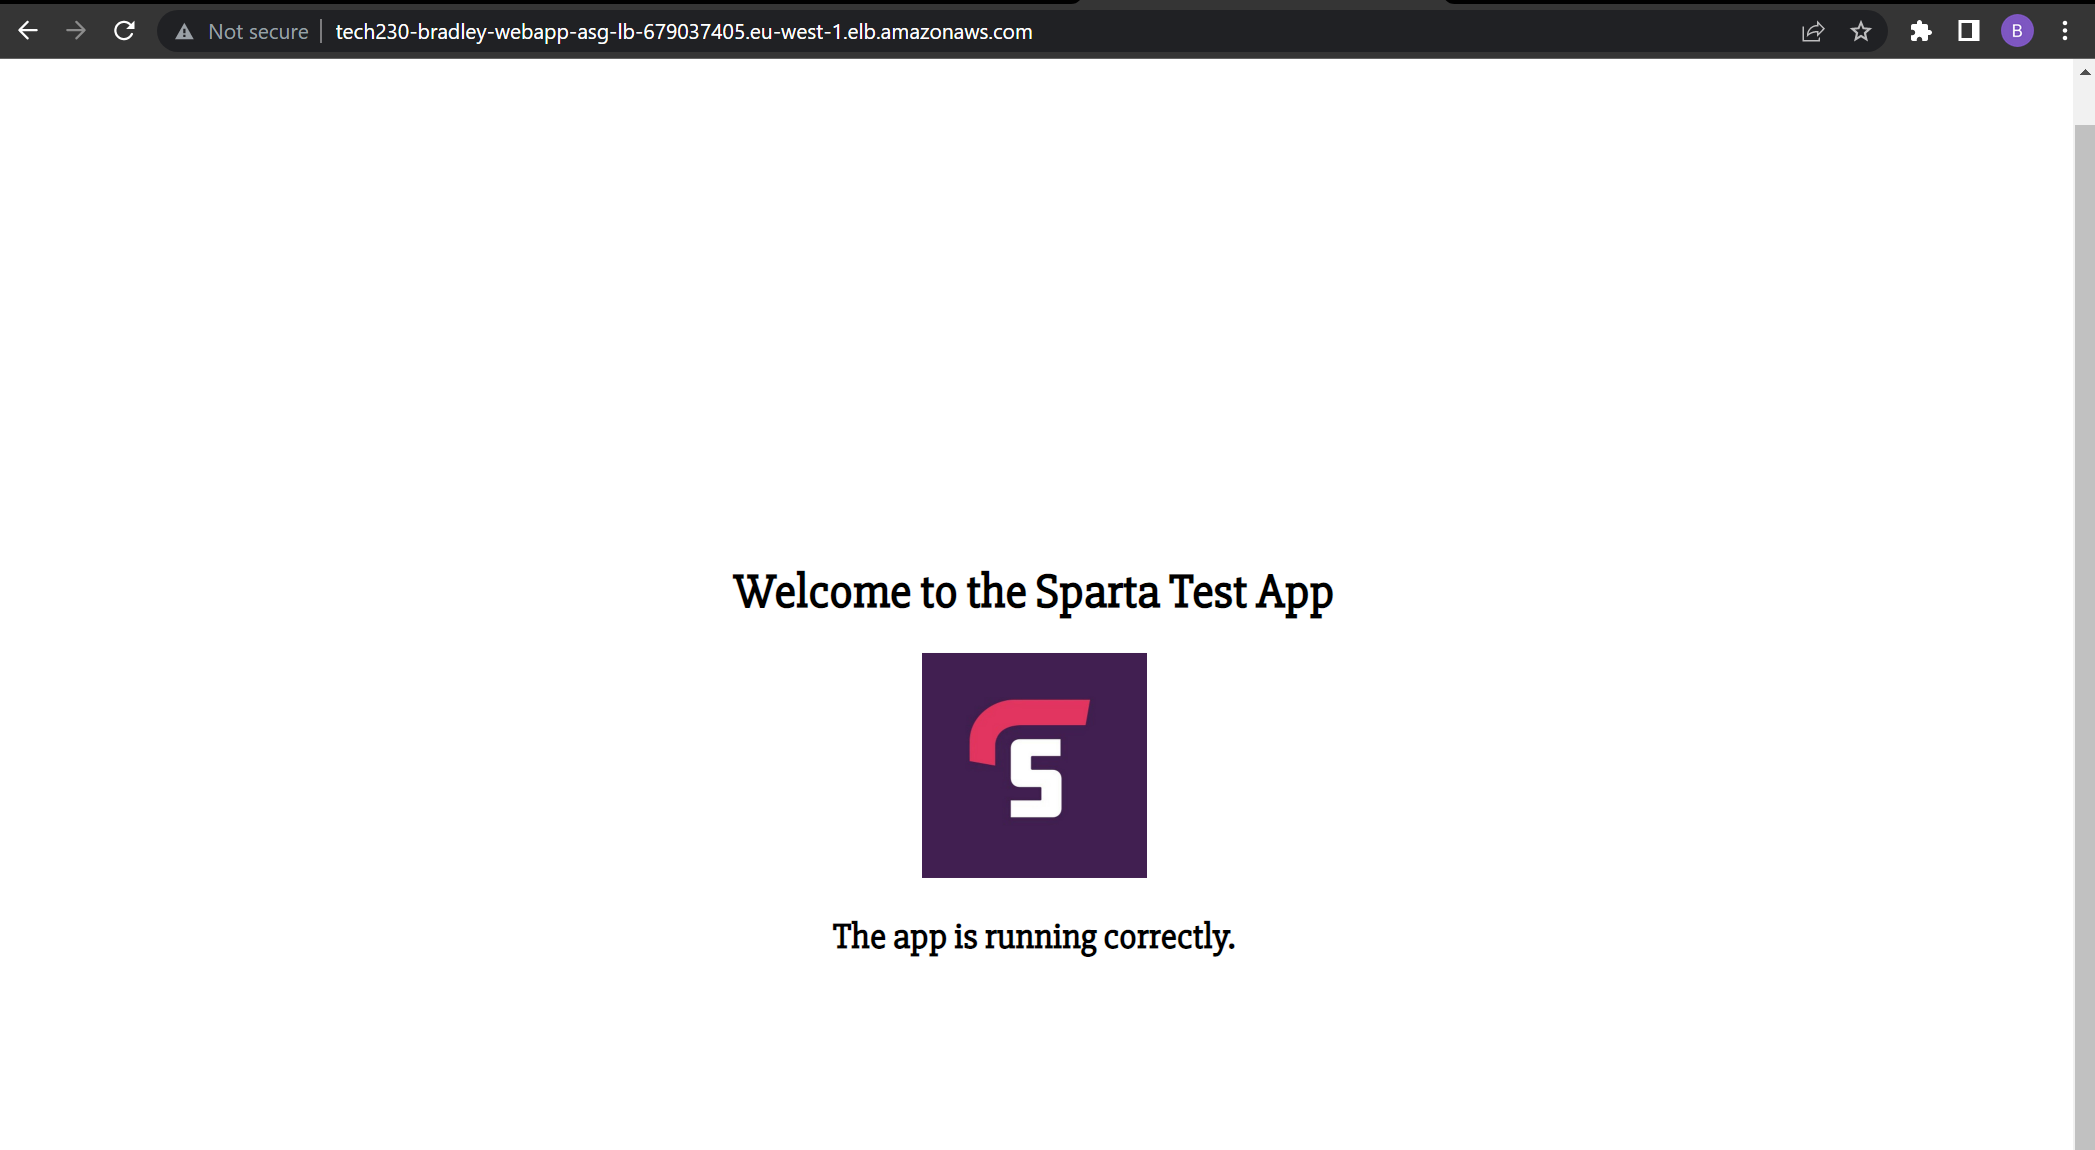 Not secure | tech230-bradley-webapp-asg-lb-679037405.eu-west-1.elb.amazonaws.com
B
Welcome to the Sparta Test App
S
The app is running correctly.